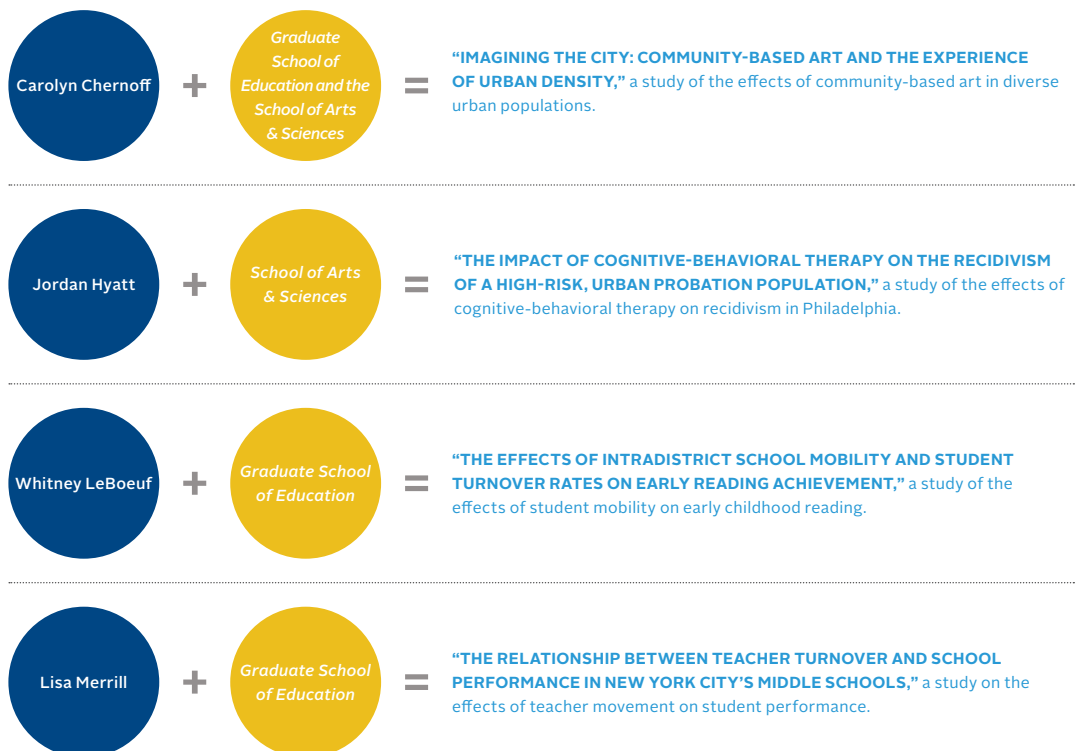 Carolyn Chernoff
+
Graduate
School of
Education and the
School of Arts
& Sciences
=
“IMAGINING THE CITY: COMMUNITY-BASED ART AND THE EXPERIENCE
OF URBAN DENSITY,” a study of the effects of community-based art in diverse
urban populations.
Jordan Hyatt
+
School of Arts
& Sciences
=
“THE IMPACT OF COGNITIVE-BEHAVIORAL THERAPY ON THE RECIDIVISM
OF A HIGH-RISK, URBAN PROBATION POPULATION,” a study of the effects of
cognitive-behavioral therapy on recidivism in Philadelphia.
Whitney LeBoeuf
+
Graduate School
of Education
=
“THE EFFECTS OF INTRADISTRICT SCHOOL MOBILITY AND STUDENT
TURNOVER RATES ON EARLY READING ACHIEVEMENT,” a study of the
effects of student mobility on early childhood reading.
Lisa Merrill
+
Graduate School
of Education
=
“THE RELATIONSHIP BETWEEN TEACHER TURNOVER AND SCHOOL
PERFORMANCE IN NEW YORK CITY’S MIDDLE SCHOOLS,” a study on the
effects of teacher movement on student performance.